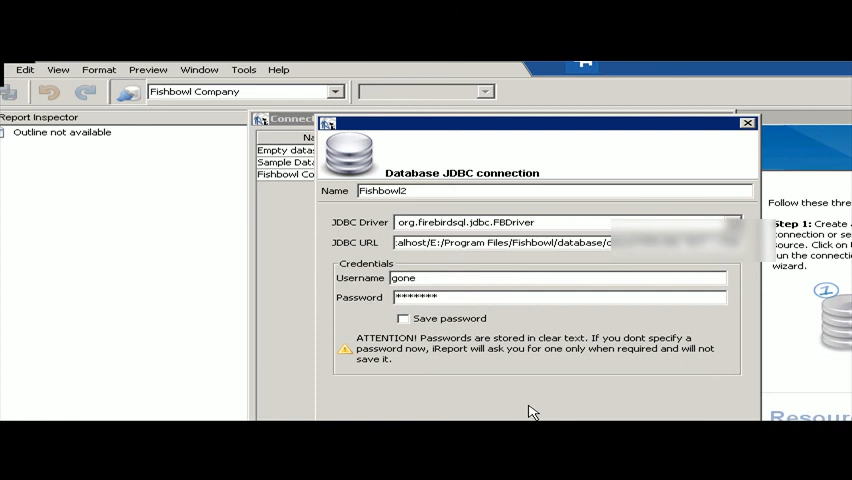 Edit View Format Preview Window Tools Help
Fishbowl Company
Report Inspector
Outline not available
Connec
Na
Empty datas
Sample Data
Fishbowl Co
Database JDBC connection
Name Fishbowl2
JDBC Driver org.firebirdsql.jdbc.FBDriver
JDBC URL :alhost/E:/Program Files/Fishbowl/database/
Credentials
Username gone
Password *******
Save password
ATTENTION! Passwords are stored in clear text. If you dont specify a
password now, iReport will ask you for one only when required and will not
save it.
Follow these thre
Step 1: Create
connection or se
source. Click on
un the connectio
wizard.
1
Resour